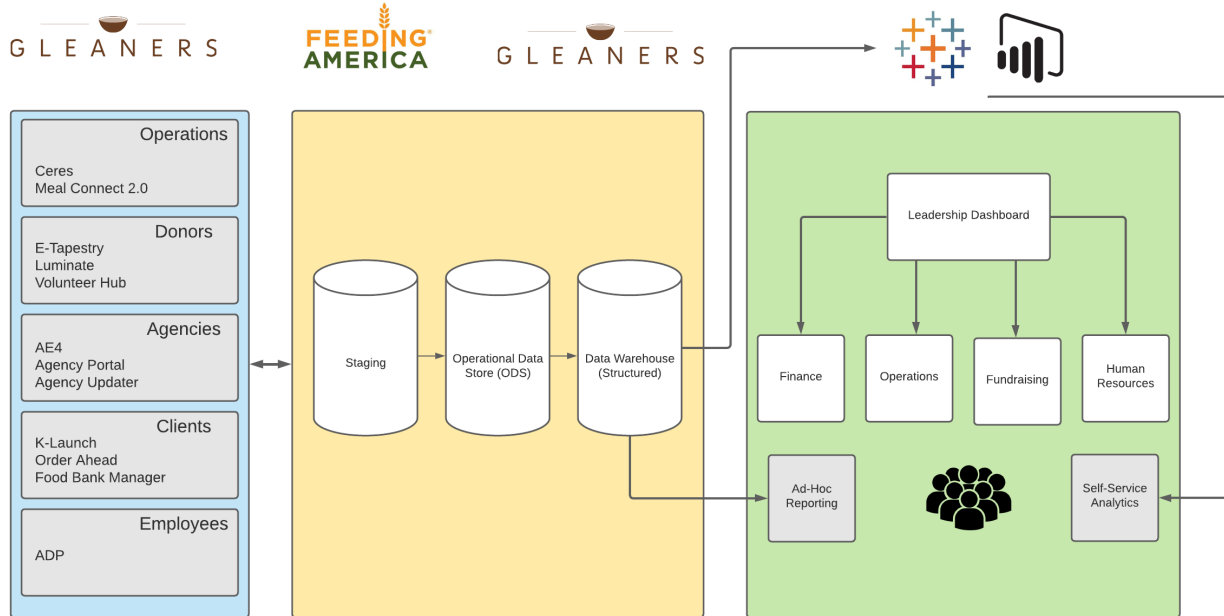 GLEANERS
FEEDING
AMERICA
GLEANERS
Operations
Ceres
Meal Connect 2.0
Donors
E-Tapestry
Luminate
Volunteer Hub
Agencies
AE4
Agency Portal
Agency Updater
Clients
K-Launch
Order Ahead
Food Bank Manager
Employees
ADP
Staging
Operational Data
Store (ODS)
Data Warehouse
(Structured)
Leadership Dashboard
Finance
Operations
Fundraising
Human
Resources
Ad-Hoc
Reporting
Self-Service
Analytics